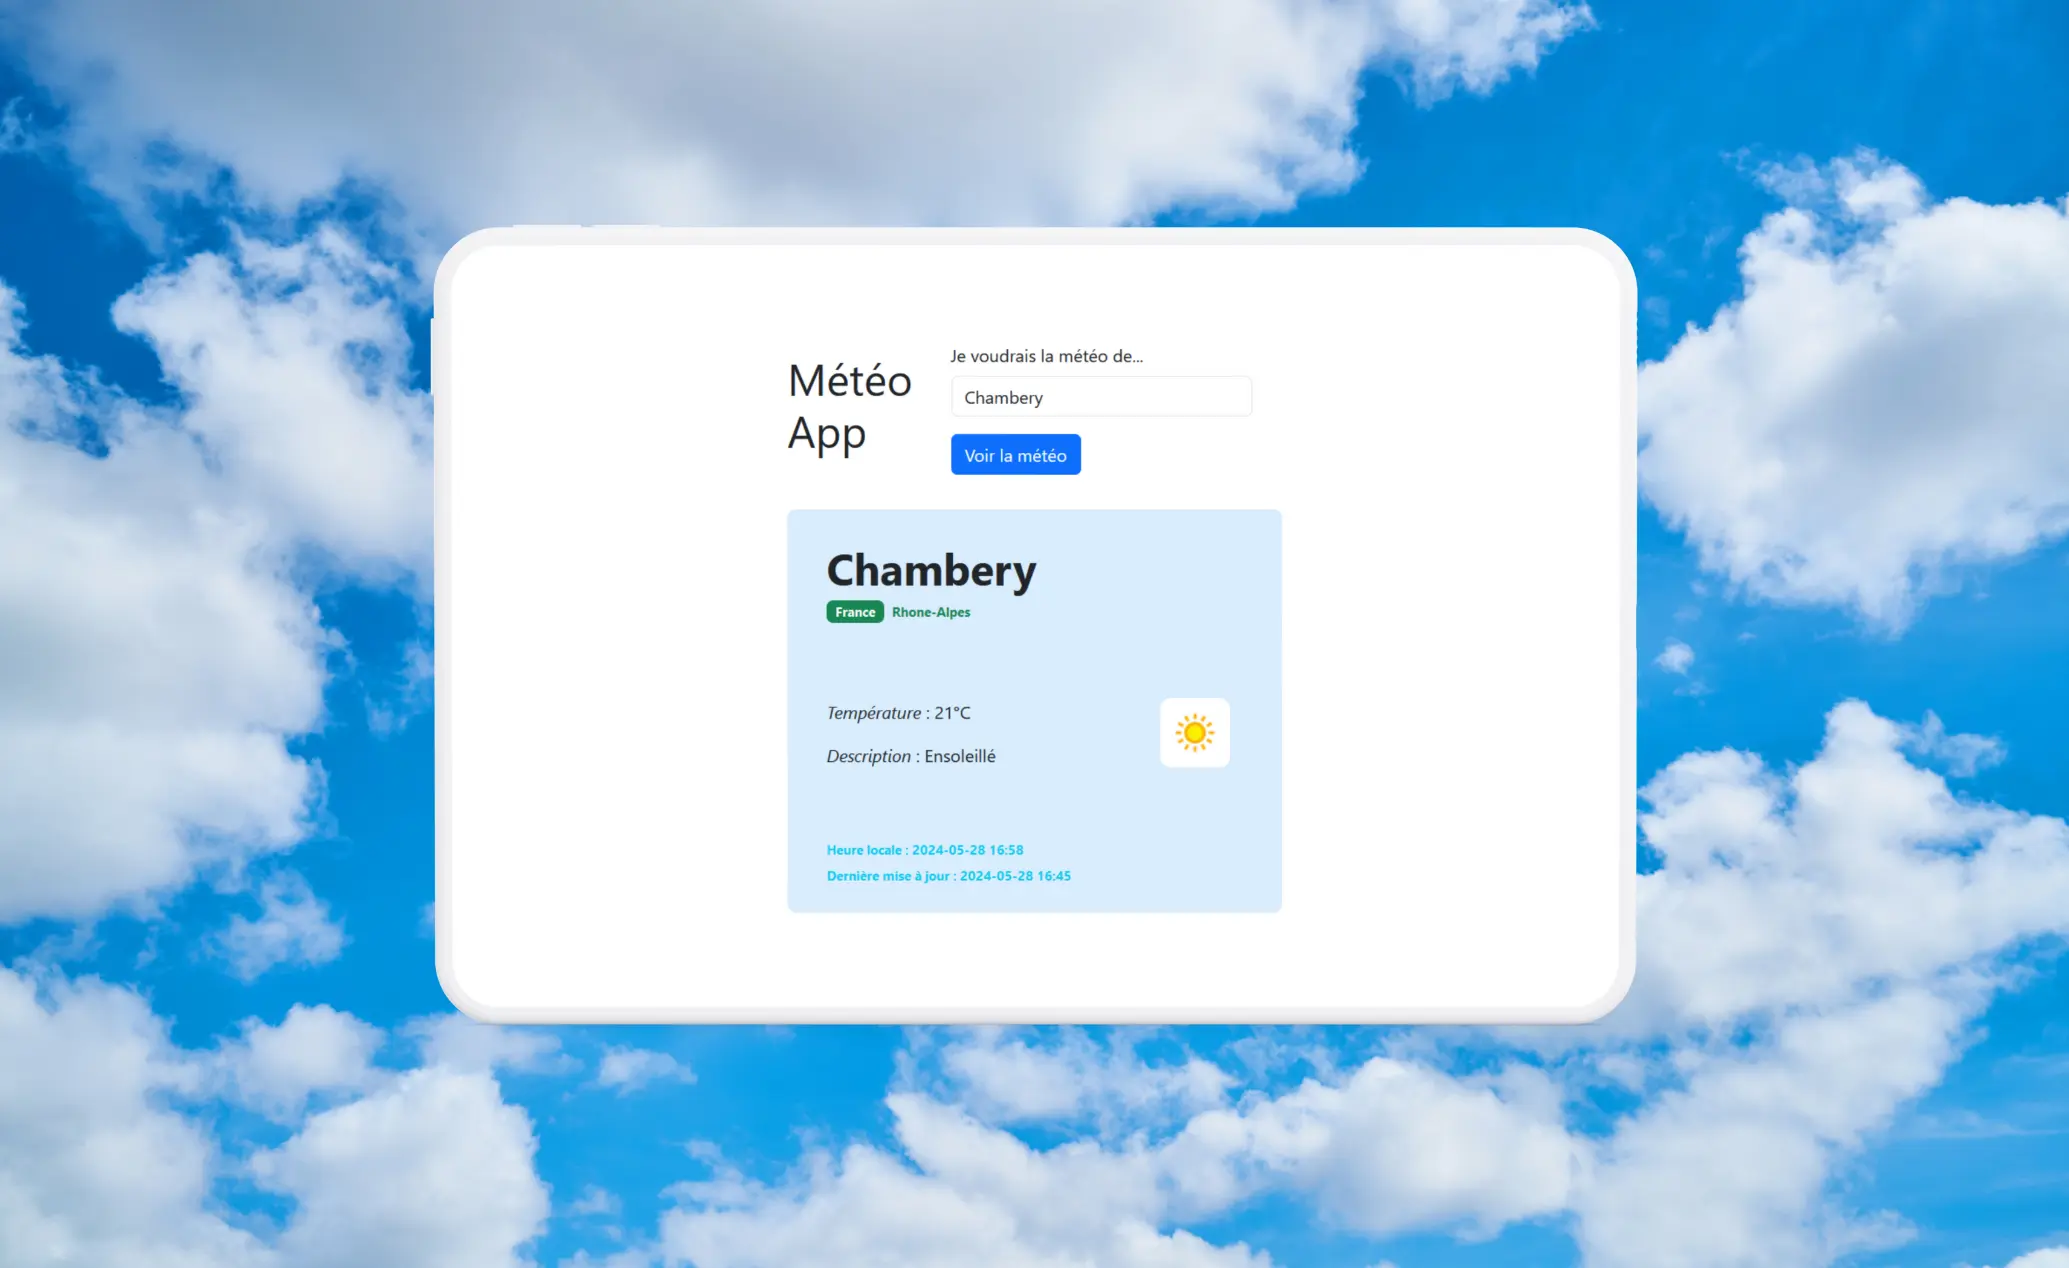 Météo
App
Je voudrais la météo de...
Chambery
Voir la météo
Chambery
France Rhone-Alpes
Température : 21°C
Description : Ensoleillé
Heure locale : 2024-05-28 16:58
Dernière mise à jour : 2024-05-28 16:45